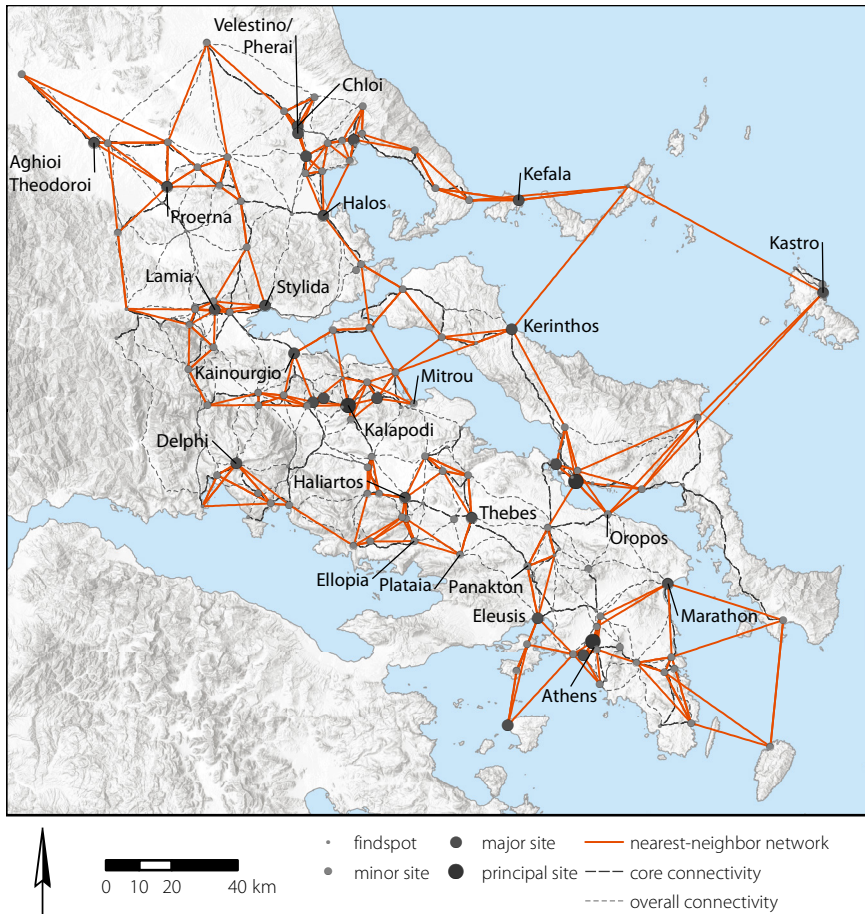 Velestino/
Pherai
Chloi
Aghioi
Theodoroi
Kefala
Proerna
Halos
Kastro
Lamia
Stylida
Kerinthos
Kainourgio
Mitrou
Kalapodi
Delphi
Haliartos
Thebes
Oropos
Ellopia
Plataia
Panakton
Eleusis
Marathon
Athens
findspot
major site
nearest-neighbor network
minor site
principal site
core connectivity
overall connectivity
0 10 20 40 km